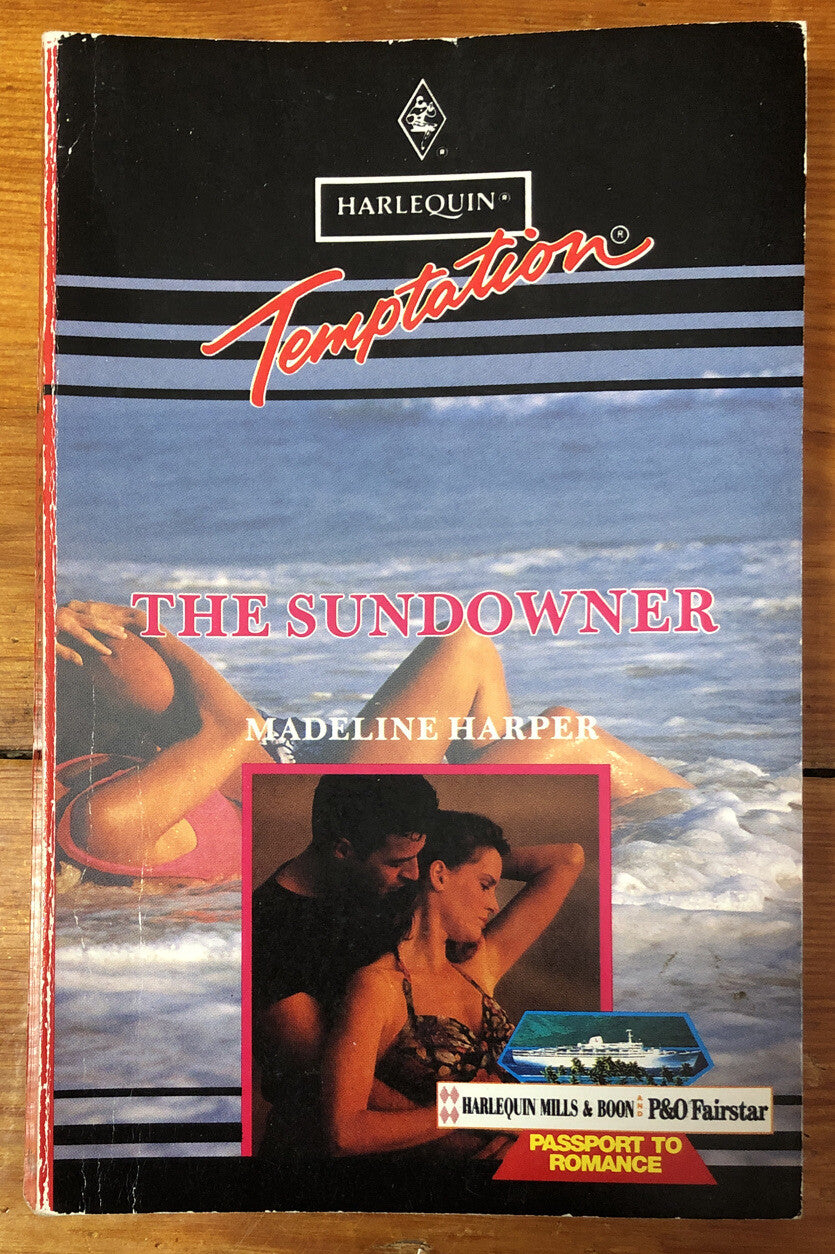 HARLEQUIN®
Temptation®
THE SUNDOWNER
MADELINE HARPER
HARLEQUIN MILLS & BOON AND P&O Fairstar
PASSPORT TO
ROMANCE